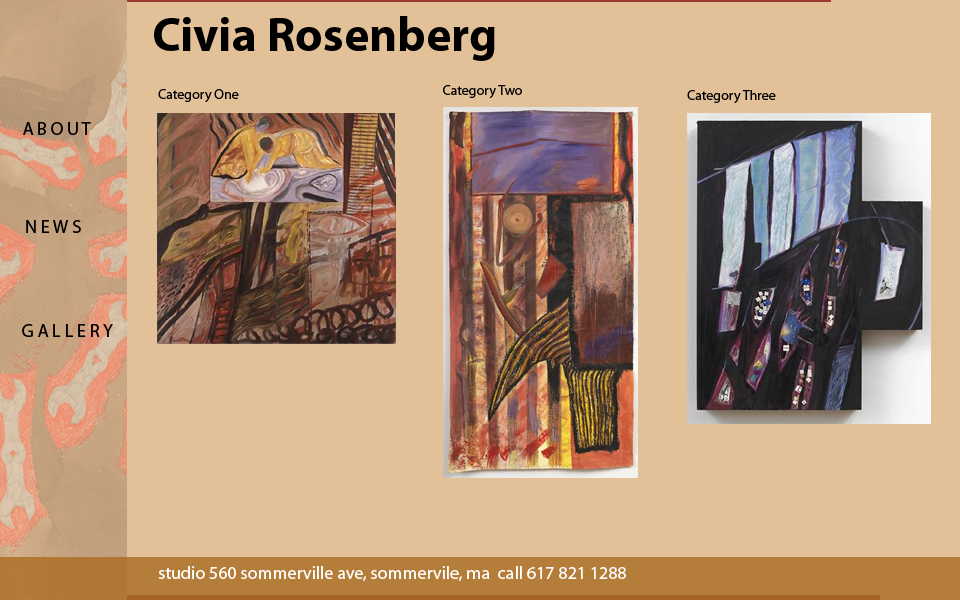 Civia Rosenberg
Category One
Category Two
Category Three
ABOUT
NEWS
GALLERY
studio 560 sommerville ave, sommervile, ma  call 617 821 1288